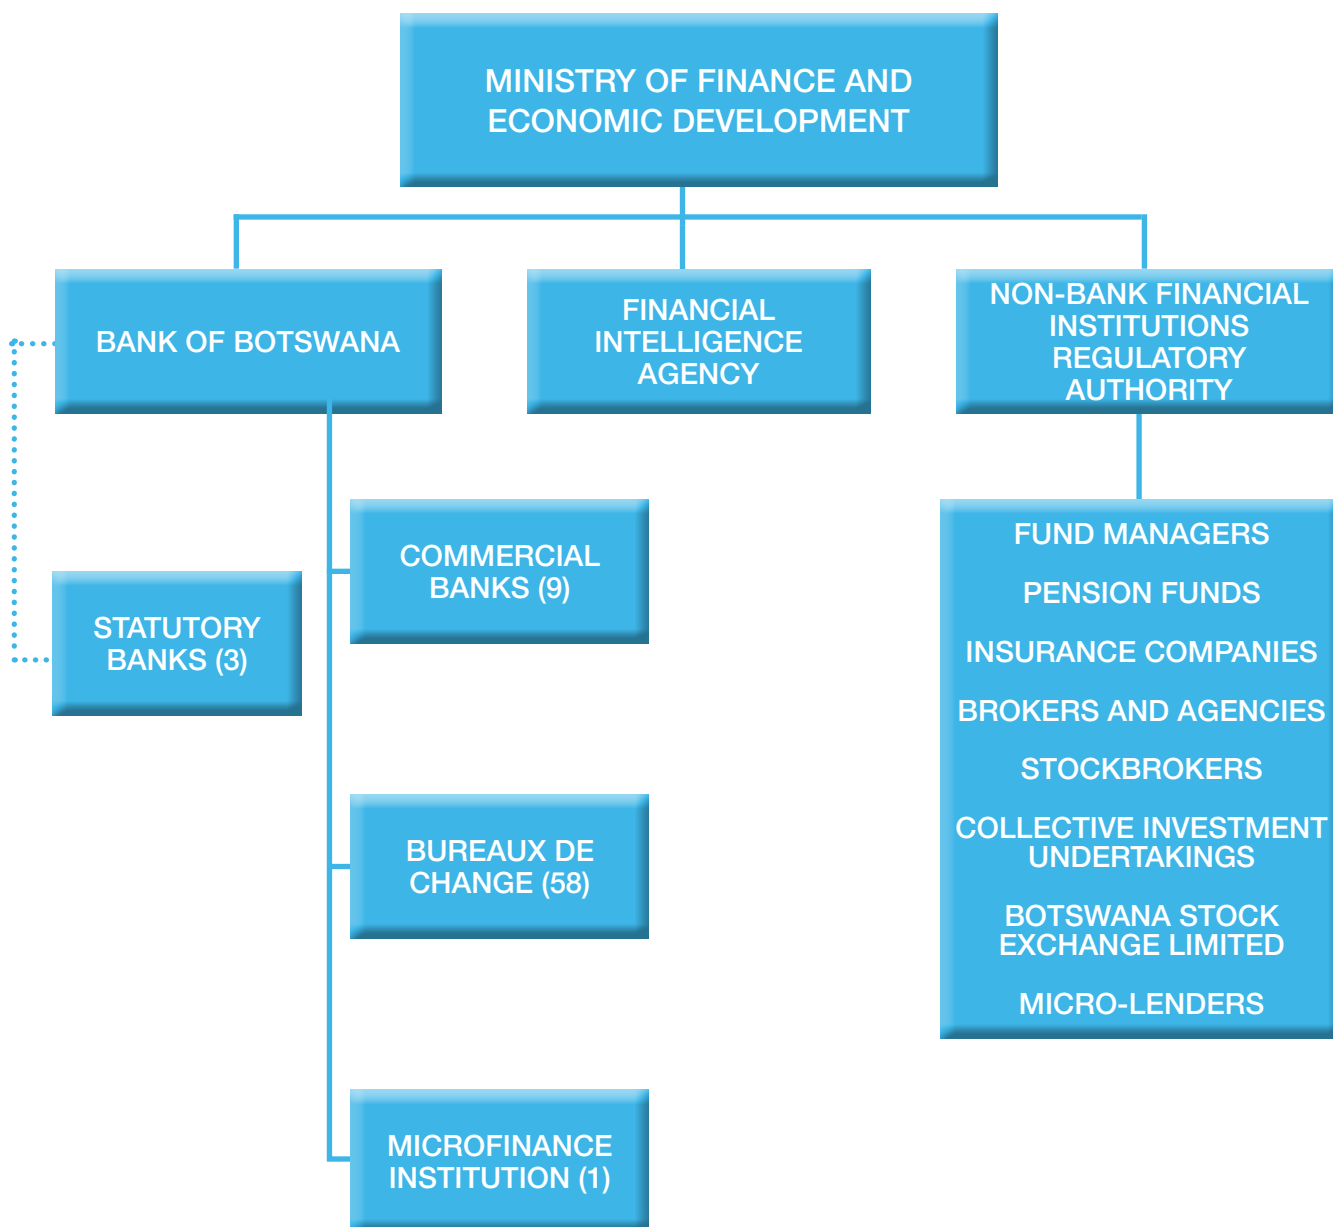 MINISTRY OF FINANCE AND
ECONOMIC DEVELOPMENT
BANK OF BOTSWANA
FINANCIAL
INTELLIGENCE
AGENCY
NON-BANK FINANCIAL
INSTITUTIONS
REGULATORY
AUTHORITY
STATUTORY
BANKS (3)
COMMERCIAL
BANKS (9)
BUREAUX DE
CHANGE (58)
MICROFINANCE
INSTITUTION (1)
FUND MANAGERS
PENSION FUNDS
INSURANCE COMPANIES
BROKERS AND AGENCIES
STOCKBROKERS
COLLECTIVE INVESTMENT
UNDERTAKINGS
BOTSWANA STOCK
EXCHANGE LIMITED
MICRO-LENDERS